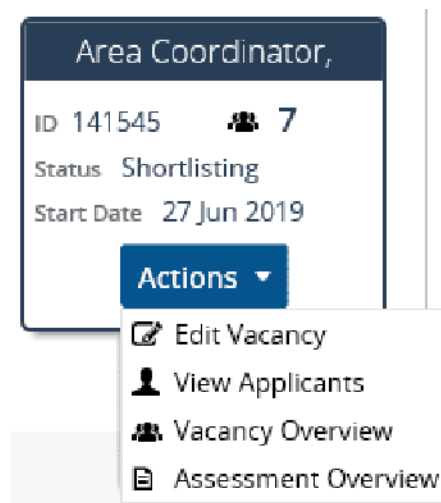 Area Coordinator,
ID 141545 7
Status Shortlisting
Start Date 27 Jun 2019
Actions
Edit Vacancy
View Applicants
Vacancy Overview
Assessment Overview